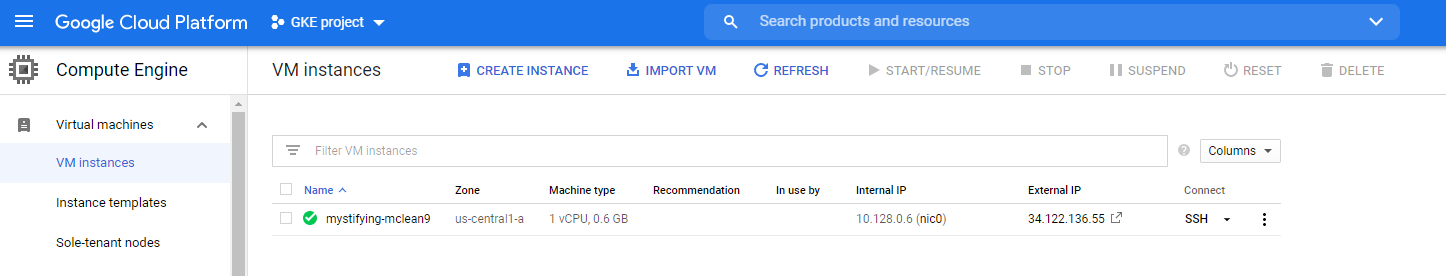 Google Cloud Platform GKE project Search products and resources
Compute Engine VM instances CREATE INSTANCE IMPORT VM REFRESH START/RESUME STOP SUSPEND RESET DELETE
Virtual machines
VM instances
Instance templates
Sole-tenant nodes
Filter VM instances ? Columns
Name Zone Machine type Recommendation In use by Internal IP External IP Connect
mystifying-mclean9 us-central1-a 1 vCPU, 0.6 GB 10.128.0.6 (nic0) 34.122.136.55 SSH